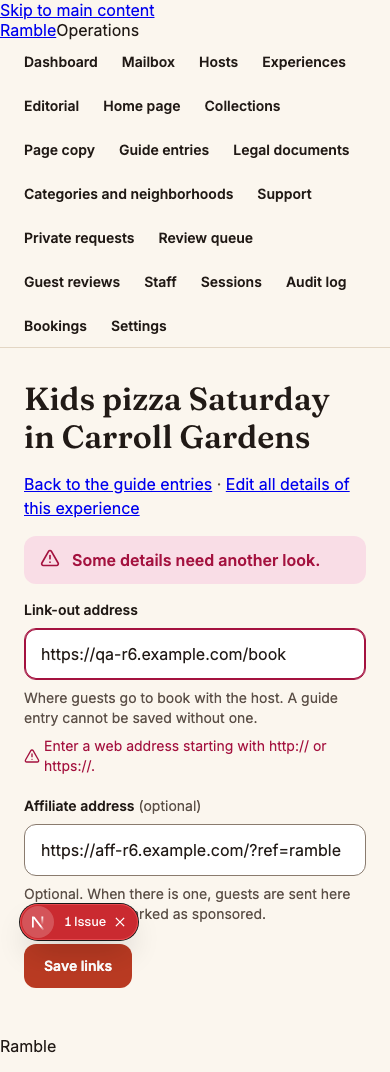 Skip to main content
RambleOperations
Dashboard Mailbox Hosts Experiences
Editorial Home page Collections
Page copy Guide entries Legal documents
Categories and neighborhoods Support
Private requests Review queue
Guest reviews Staff Sessions Audit log
Bookings Settings
Kids pizza Saturday
in Carroll Gardens
Back to the guide entries · Edit all details of
this experience
Some details need another look.
Link-out address
https://qa-r6.example.com/book
Where guests go to book with the host. A guide
entry cannot be saved without one.
Enter a web address starting with http:// or
https://.
Affiliate address (optional)
https://aff-r6.example.com/?ref=ramble
Optional. When there is one, guests are sent here
as sponsored.
N 1 Issue
Save links
Ramble